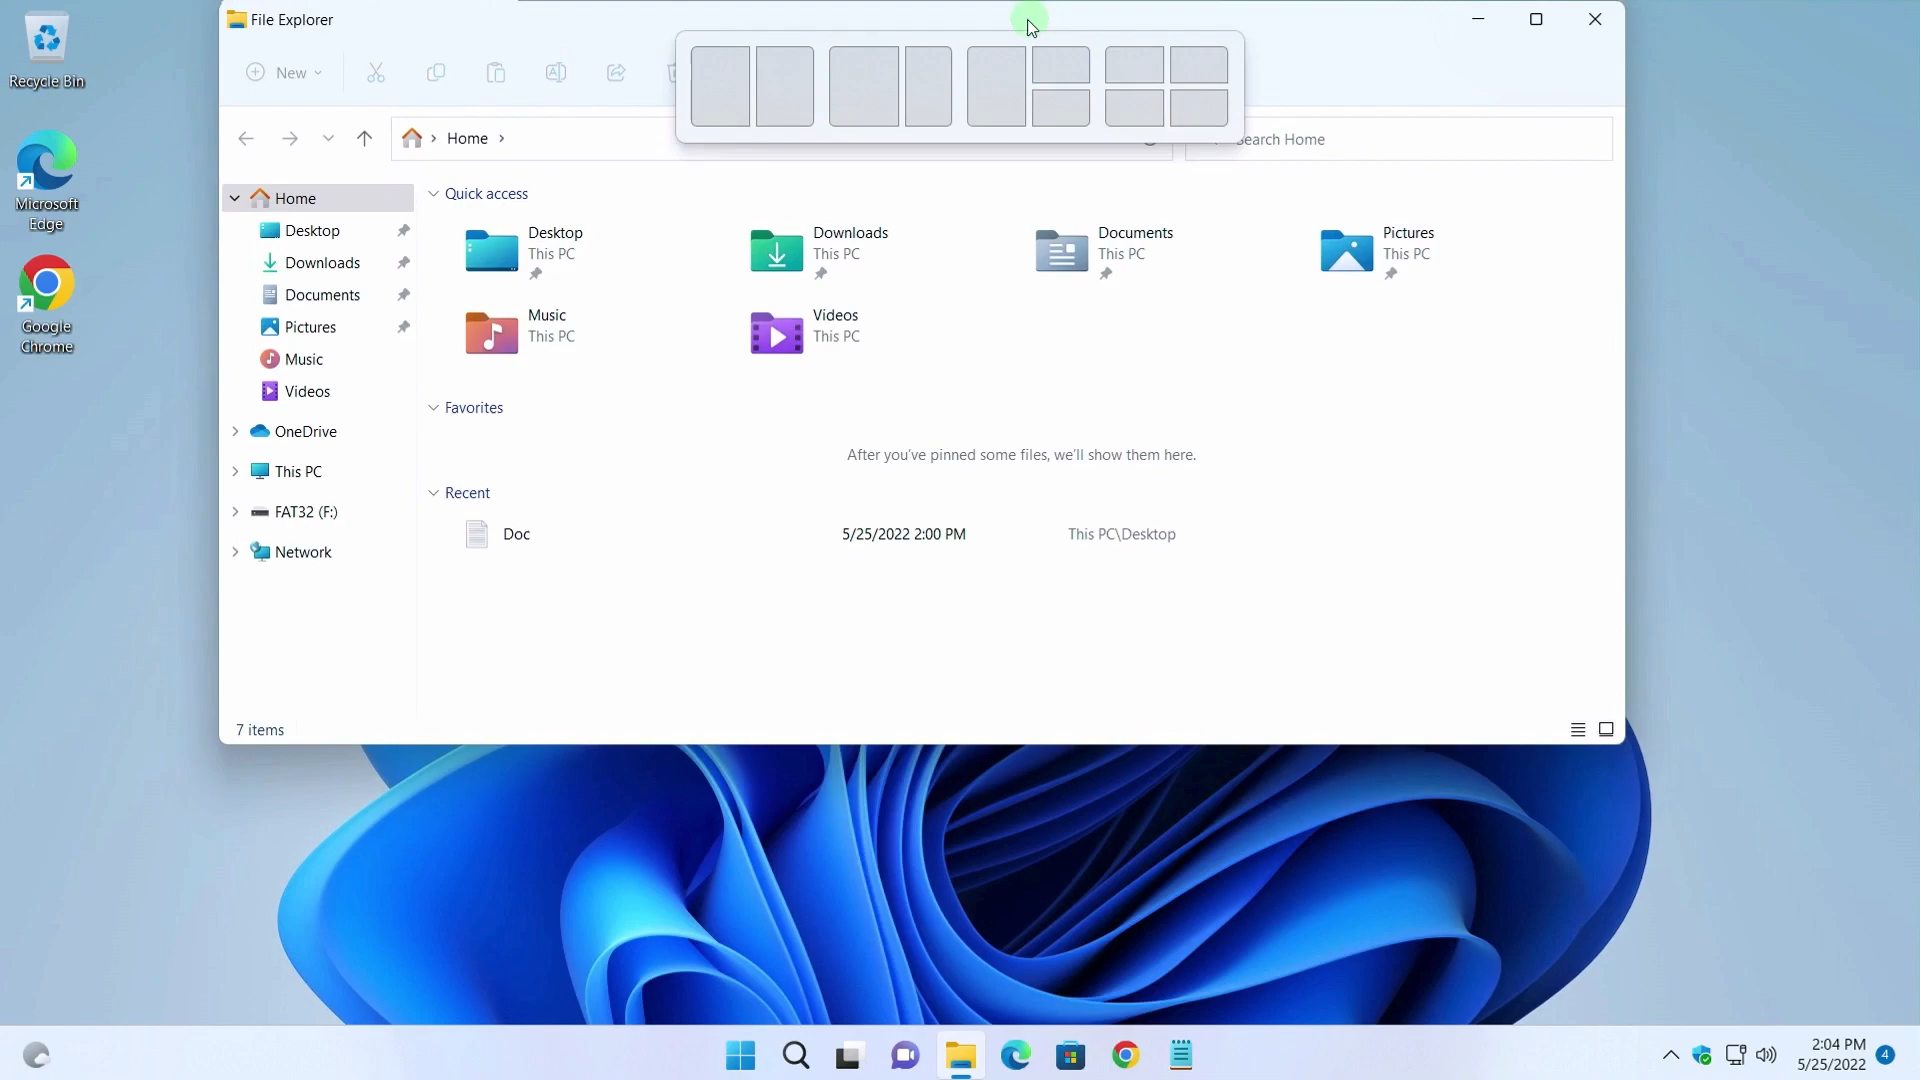 Recycle Bin
Microsoft
Edge
Google
Chrome
File Explorer
New
Home
Search Home
Home
Desktop
Downloads
Documents
Pictures
Music
Videos
OneDrive
This PC
FAT32 (F:)
Network
Quick access
Desktop
This PC
Downloads
This PC
Documents
This PC
Pictures
This PC
Music
This PC
Videos
This PC
Favorites
After you've pinned some files, we'll show them here.
Recent
Doc 5/25/2022 2:00 PM This PC\Desktop
7 items
2:04 PM
5/25/2022
4